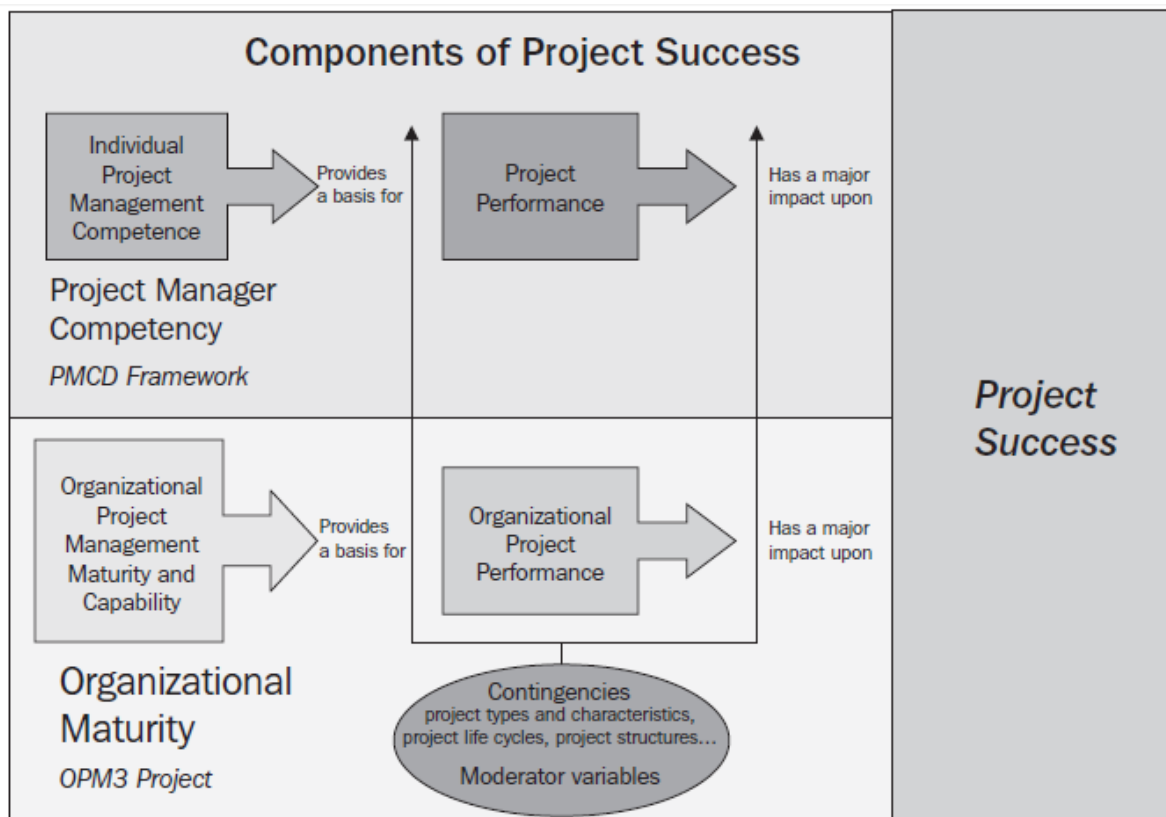 Components of Project Success
Individual
Project
Management
Competence
Provides
a basis for
Project
Performance
Has a major
impact upon
Project Manager
Competency
PMCD Framework
Project
Success
Organizational
Project
Management
Maturity and
Capability
Provides
a basis for
Organizational
Project
Performance
Has a major
impact upon
Organizational
Maturity
OPM3 Project
Contingencies
project types and characteristics,
project life cycles, project structures...
Moderator variables